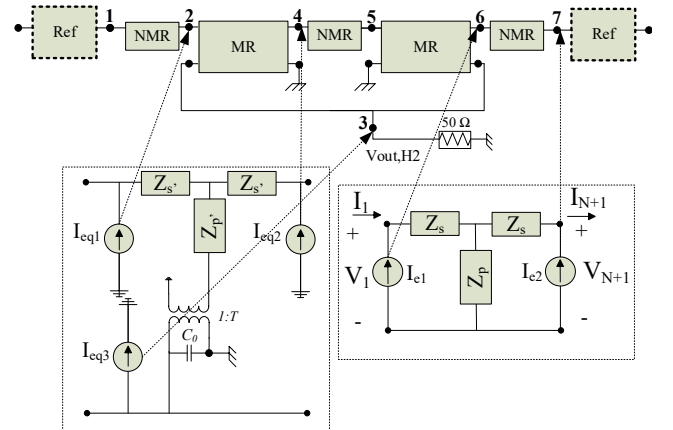 Ref
1
NMR
2
MR
4
NMR
5
MR
6
NMR
7
Ref
3
50 Ω
Vout,H2
Zs’
Zs’
Zp’
Ieq1
Ieq2
1:T
C0
Ieq3
I1
IN+1
+
Zs
Zs
+
V1
Ie1
Zp
Ie2
VN+1
-
-